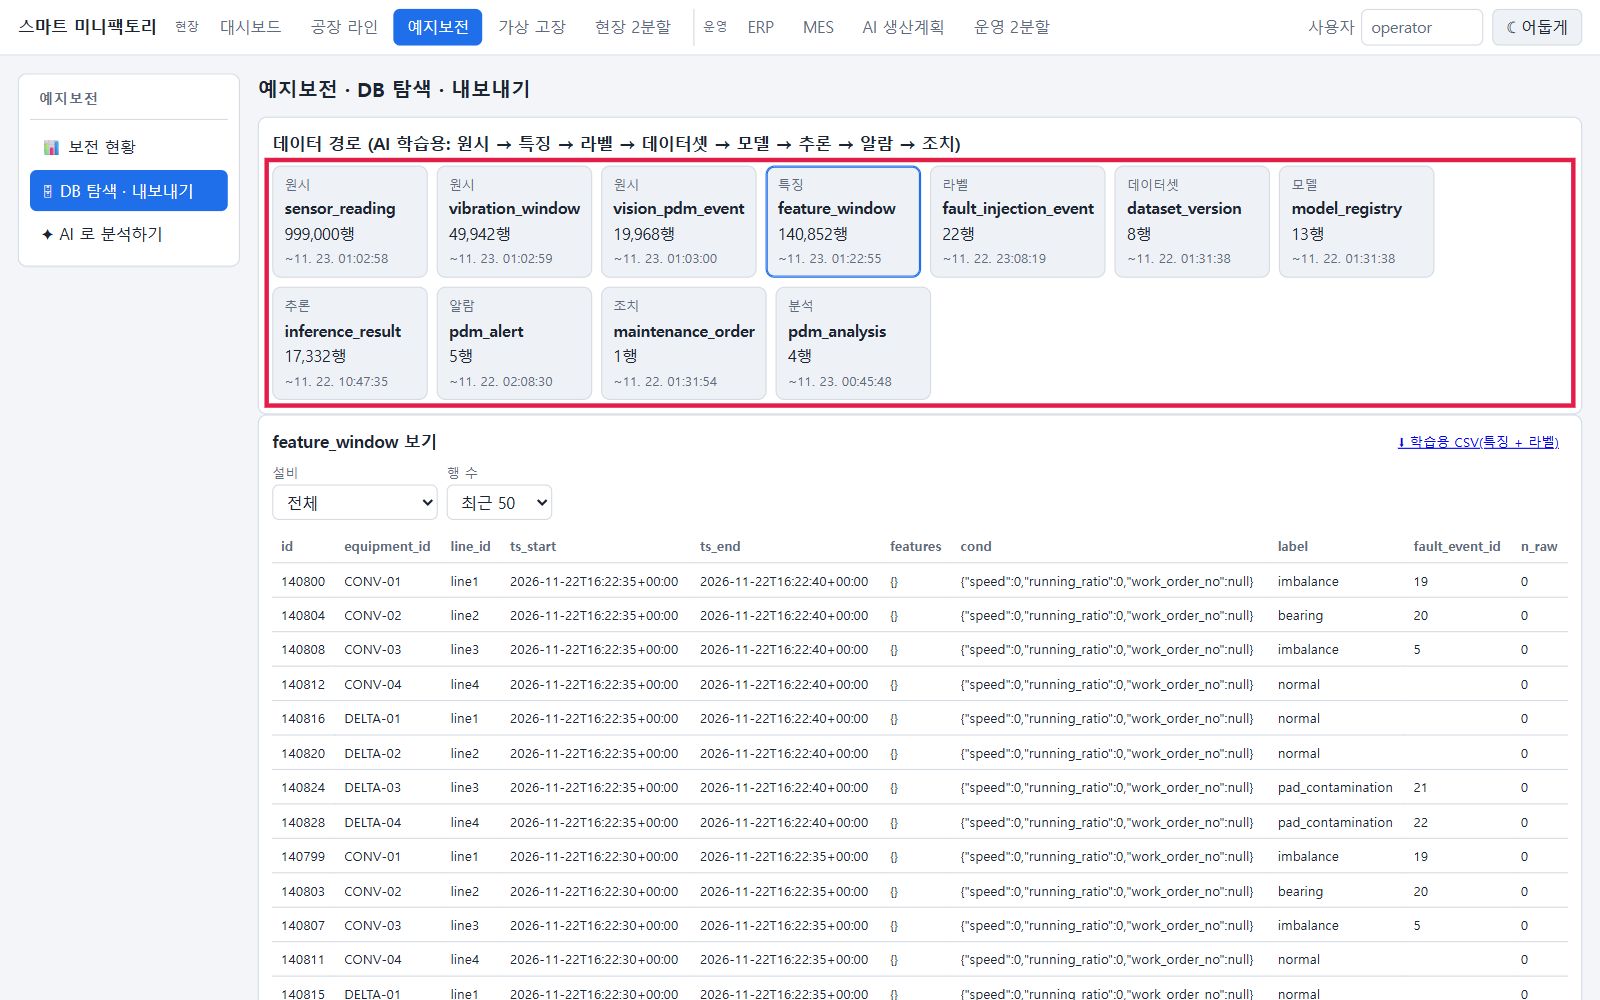 스마트 미니팩토리 현장 대시보드 공장 라인 예지보전 가상 고장 현장 2분할 운영 ERP MES AI 생산계획 운영 2분할 사용자 operator ☾ 어둡게
예지보전
📊 보전 현황
🗄 DB 탐색 · 내보내기
✦ AI 로 분석하기
예지보전 · DB 탐색 · 내보내기
데이터 경로 (AI 학습용: 원시 → 특징 → 라벨 → 데이터셋 → 모델 → 추론 → 알람 → 조치)
원시
sensor_reading
999,000행
~11. 23. 01:02:58
원시
vibration_window
49,942행
~11. 23. 01:02:59
원시
vision_pdm_event
19,968행
~11. 23. 01:03:00
특징
feature_window
140,852행
~11. 23. 01:22:55
라벨
fault_injection_event
22행
~11. 22. 23:08:19
데이터셋
dataset_version
8행
~11. 22. 01:31:38
모델
model_registry
13행
~11. 22. 01:31:38
추론
inference_result
17,332행
~11. 22. 10:47:35
알람
pdm_alert
5행
~11. 22. 02:08:30
조치
maintenance_order
1행
~11. 22. 01:31:54
분석
pdm_analysis
4행
~11. 23. 00:45:48
feature_window 보기
⬇ 학습용 CSV(특징 + 라벨)
설비 행 수
전체 최근 50
id equipment_id line_id ts_start ts_end features cond label fault_event_id n_raw
140800 CONV-01 line1 2026-11-22T16:22:35+00:00 2026-11-22T16:22:40+00:00 {} {"speed":0,"running_ratio":0,"work_order_no":null} imbalance 19 0
140804 CONV-02 line2 2026-11-22T16:22:35+00:00 2026-11-22T16:22:40+00:00 {} {"speed":0,"running_ratio":0,"work_order_no":null} bearing 20 0
140808 CONV-03 line3 2026-11-22T16:22:35+00:00 2026-11-22T16:22:40+00:00 {} {"speed":0,"running_ratio":0,"work_order_no":null} imbalance 5 0
140812 CONV-04 line4 2026-11-22T16:22:35+00:00 2026-11-22T16:22:40+00:00 {} {"speed":0,"running_ratio":0,"work_order_no":null} normal 0
140816 DELTA-01 line1 2026-11-22T16:22:35+00:00 2026-11-22T16:22:40+00:00 {} {"speed":0,"running_ratio":0,"work_order_no":null} normal 0
140820 DELTA-02 line2 2026-11-22T16:22:35+00:00 2026-11-22T16:22:40+00:00 {} {"speed":0,"running_ratio":0,"work_order_no":null} normal 0
140824 DELTA-03 line3 2026-11-22T16:22:35+00:00 2026-11-22T16:22:40+00:00 {} {"speed":0,"running_ratio":0,"work_order_no":null} pad_contamination 21 0
140828 DELTA-04 line4 2026-11-22T16:22:35+00:00 2026-11-22T16:22:40+00:00 {} {"speed":0,"running_ratio":0,"work_order_no":null} pad_contamination 22 0
140799 CONV-01 line1 2026-11-22T16:22:30+00:00 2026-11-22T16:22:35+00:00 {} {"speed":0,"running_ratio":0,"work_order_no":null} imbalance 19 0
140803 CONV-02 line2 2026-11-22T16:22:30+00:00 2026-11-22T16:22:35+00:00 {} {"speed":0,"running_ratio":0,"work_order_no":null} bearing 20 0
140807 CONV-03 line3 2026-11-22T16:22:30+00:00 2026-11-22T16:22:35+00:00 {} {"speed":0,"running_ratio":0,"work_order_no":null} imbalance 5 0
140811 CONV-04 line4 2026-11-22T16:22:30+00:00 2026-11-22T16:22:35+00:00 {} {"speed":0,"running_ratio":0,"work_order_no":null} normal 0
140815 DELTA-01 line1 2026-11-22T16:22:30+00:00 2026-11-22T16:22:35+00:00 {} {"speed":0,"running_ratio":0,"work_order_no":null} normal 0